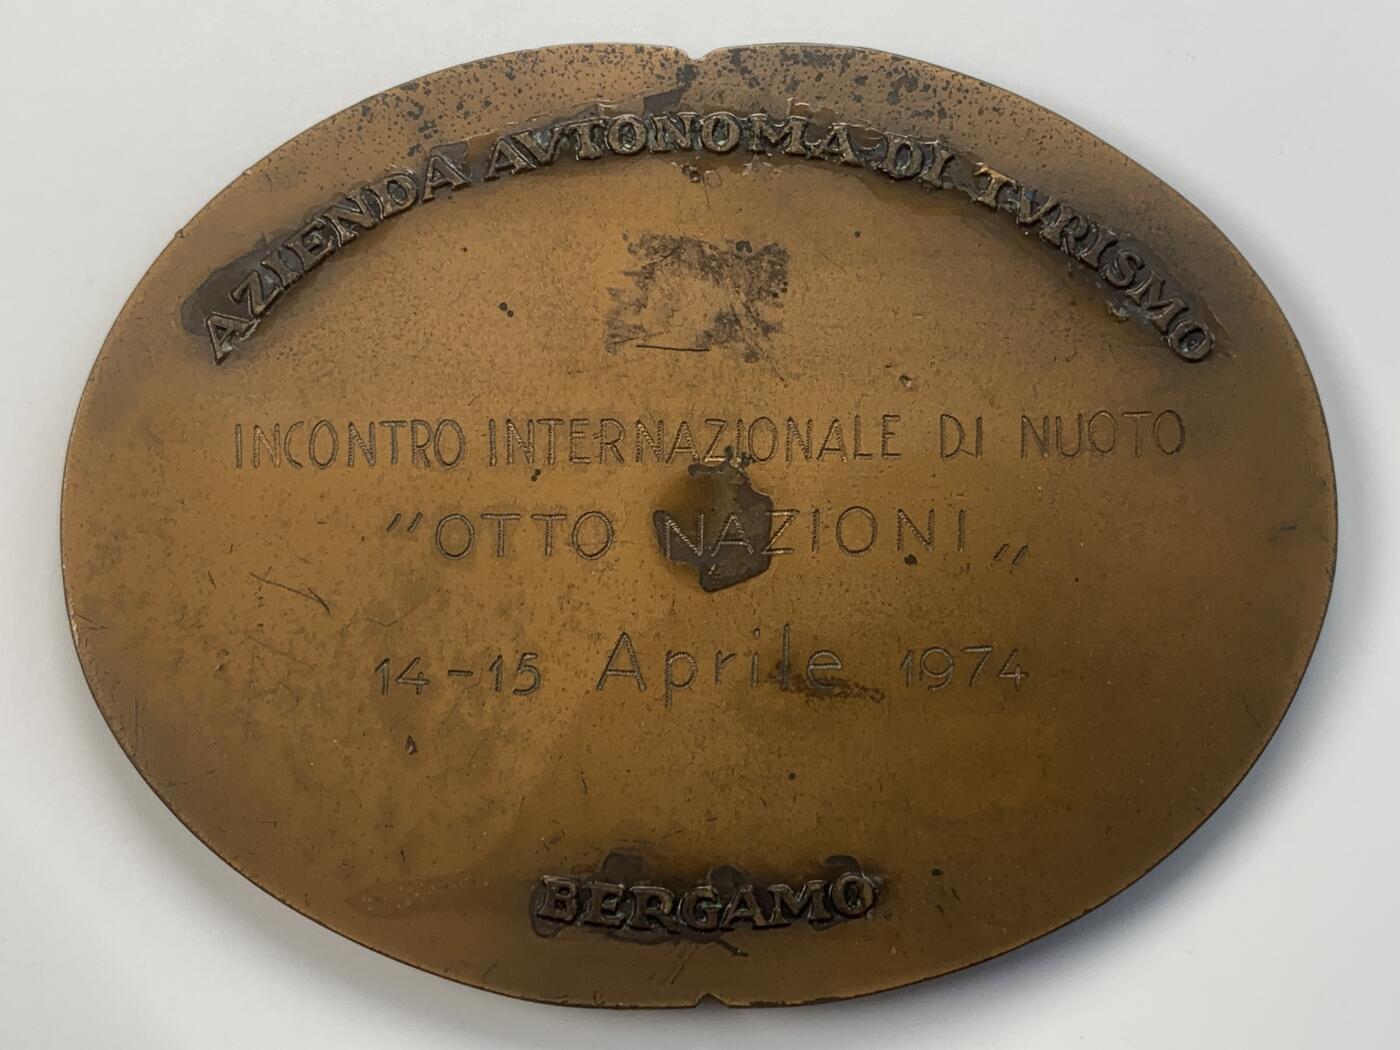 AZIENDA AVTONOMA DI TVRISMO
INCONTRO INTERNAZIONALE DI NUOTO
"OTTO NAZIONI„
14-15 Aprile 1974
BERGAMO